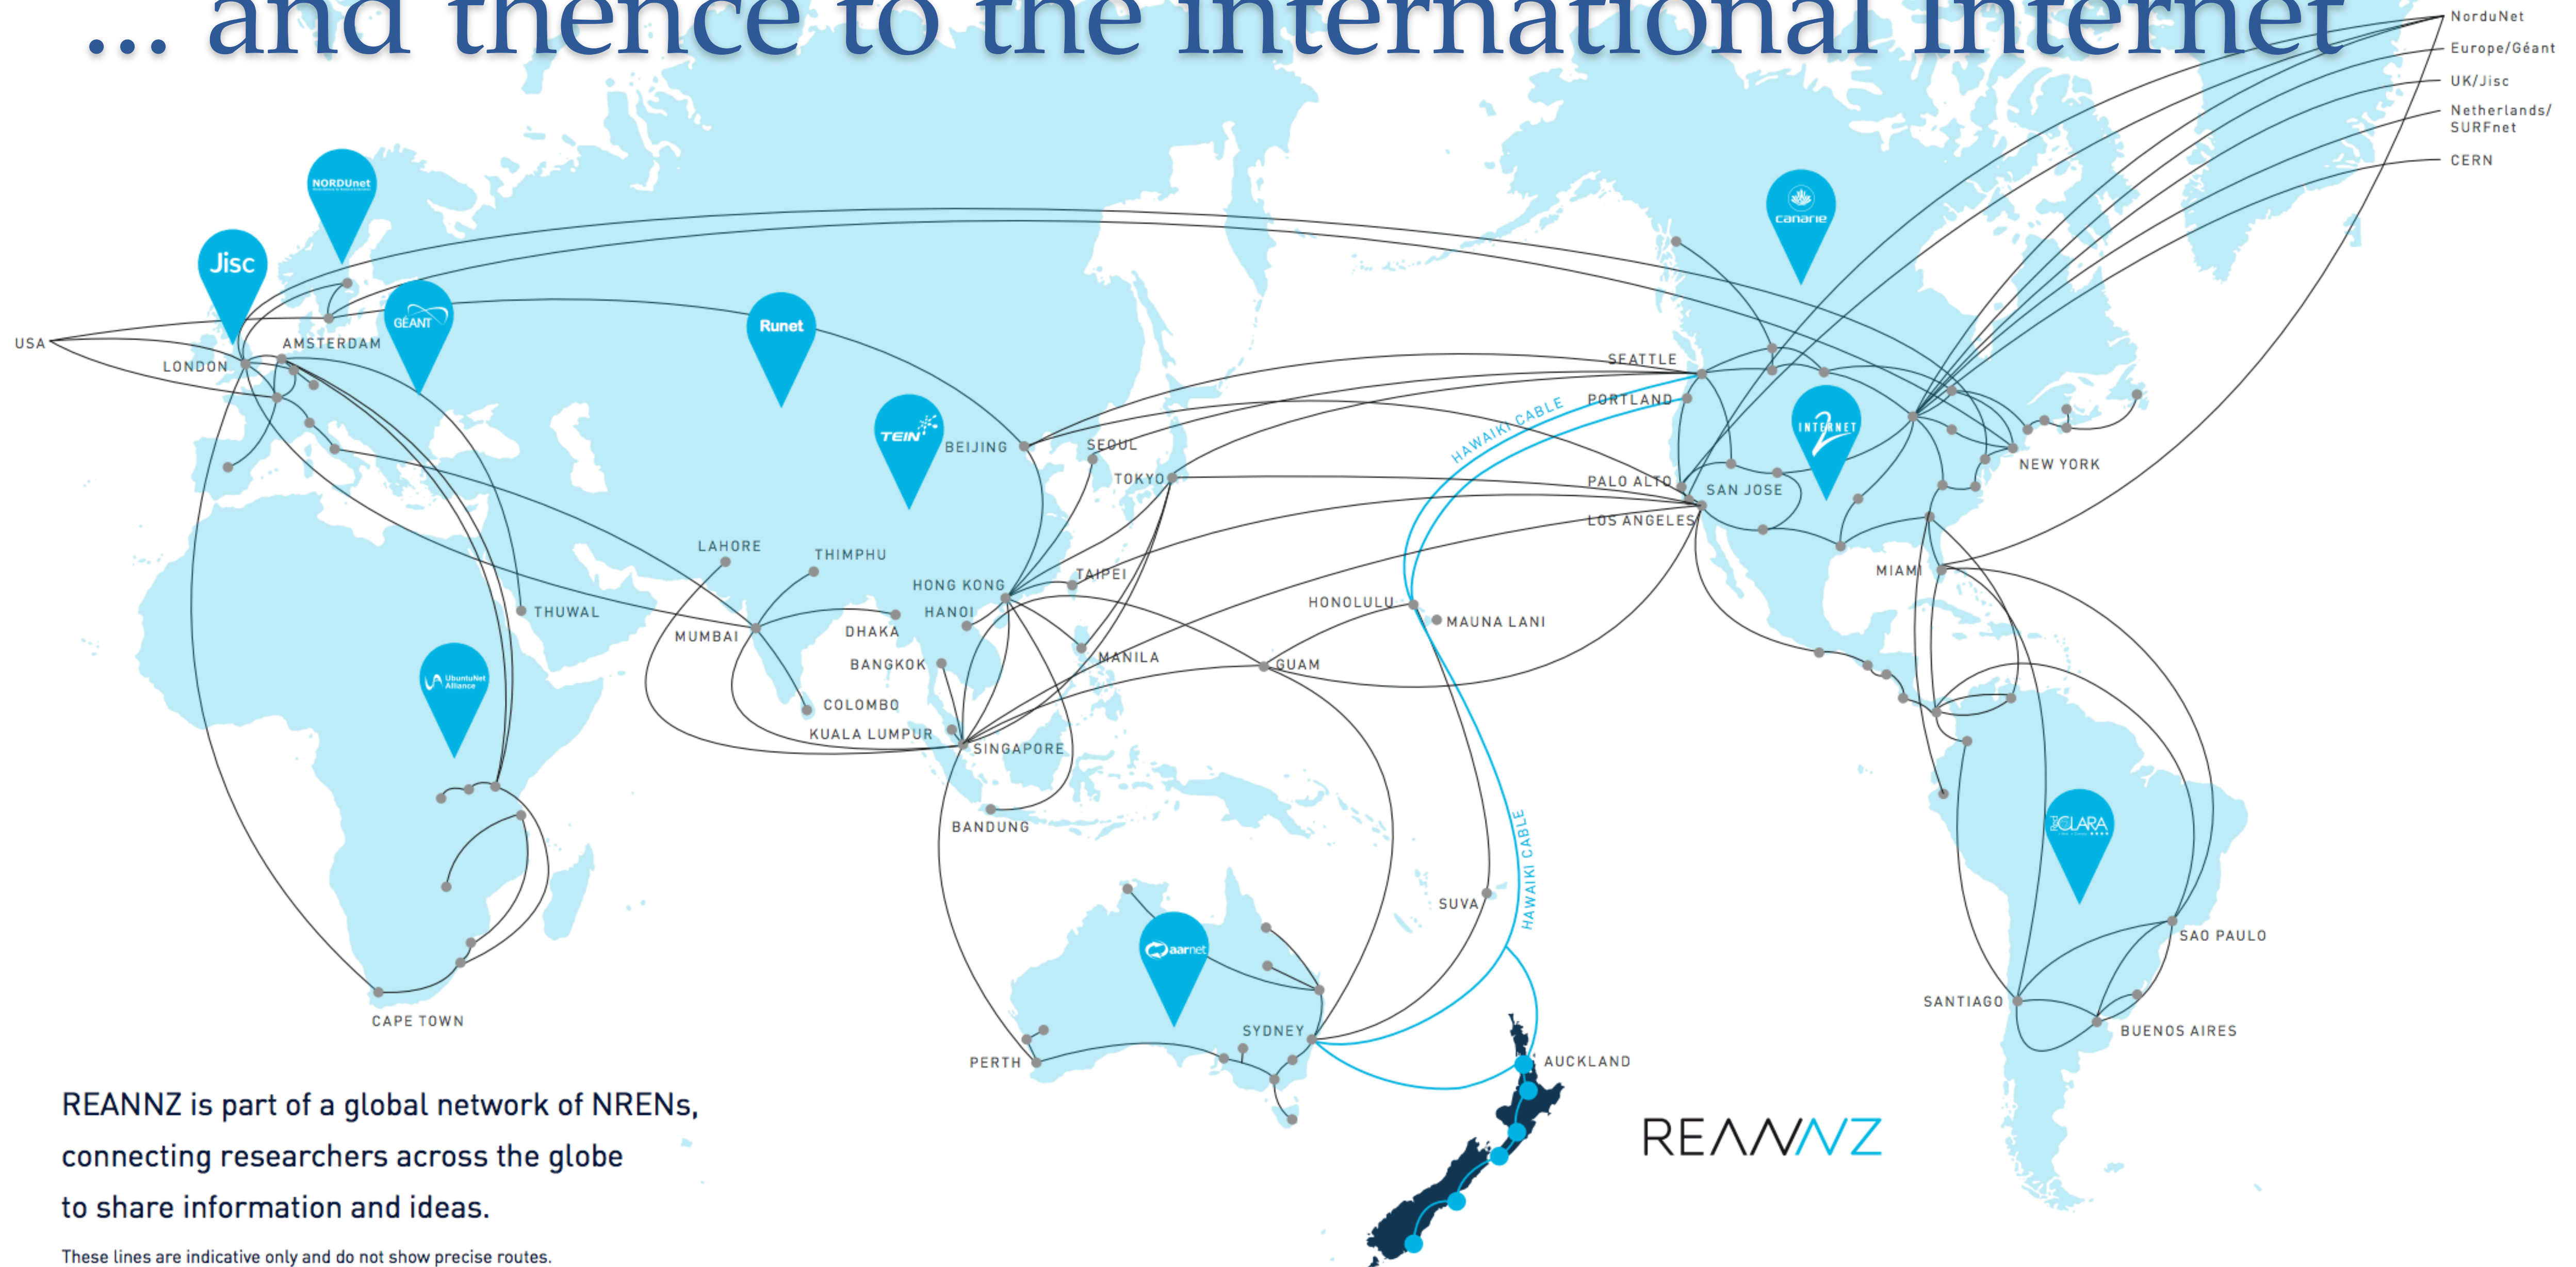 ... and thence to the international Internet
NorduNet
Europe/Géant
UK/Jisc
Netherlands/
SURFnet
CERN
NORDUnet
canarie
Jisc
GÉANT
Runet
USA
AMSTERDAM
LONDON
SEATTLE
PORTLAND
HAWAIKI CABLE
INTERNET
2
TEIN
BEIJING
SEOUL
TOKYO
NEW YORK
PALO ALTO
SAN JOSE
LOS ANGELES
LAHORE
THIMPHU
TAIPEI
HONG KONG
MIAMI
HANOI
HONOLULU
THUWAL
MAUNA LANI
DHAKA
MUMBAI
MANILA
BANGKOK
GUAM
UbuntuNet
Alliance
COLOMBO
KUALA LUMPUR
SINGAPORE
BANDUNG
CLARA
HAWAIKI CABLE
SUVA
SAO PAULO
aarnet
SANTIAGO
CAPE TOWN
SYDNEY
BUENOS AIRES
PERTH
AUCKLAND
REANNZ is part of a global network of NRENs,
connecting researchers across the globe
to share information and ideas.
REANNZ
These lines are indicative only and do not show precise routes.